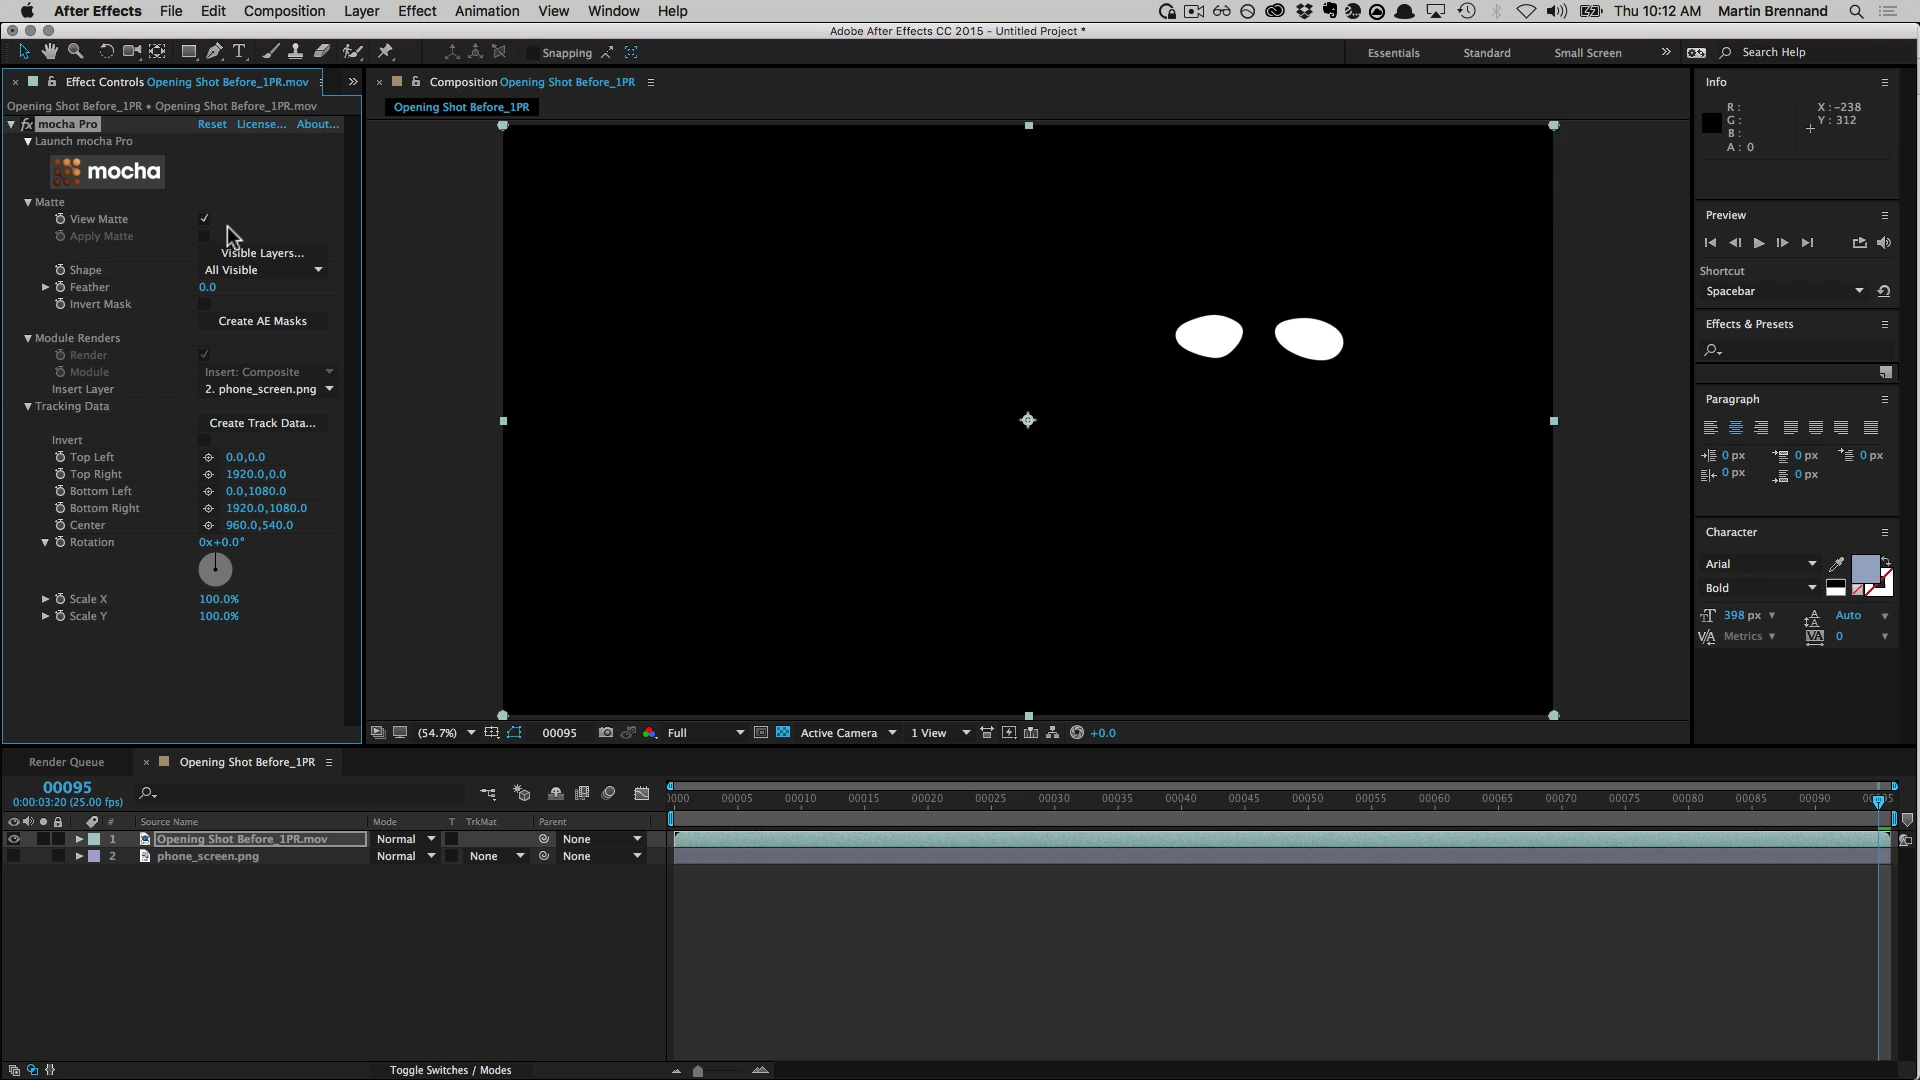 After Effects File Edit Composition Layer Effect Animation View Window Help Thu 10:12 AM Martin Brennand
Adobe After Effects CC 2015 - Untitled Project *
Snapping Essentials Standard Small Screen Search Help
Effect Controls Opening Shot Before_1PR.mov
Opening Shot Before_1PR • Opening Shot Before_1PR.mov
fx mocha Pro Reset License... About...
Launch mocha Pro
mocha
Matte
View Matte
Apply Matte
Visible Layers...
Shape All Visible
Feather 0.0
Invert Mask
Create AE Masks
Module Renders
Render
Module Insert: Composite
Insert Layer 2. phone_screen.png
Tracking Data
Create Track Data...
Invert
Top Left 0.0,0.0
Top Right 1920.0,0.0
Bottom Left 0.0,1080.0
Bottom Right 1920.0,1080.0
Center 960.0,540.0
Rotation 0x+0.0°
Scale X 100.0%
Scale Y 100.0%
Composition Opening Shot Before_1PR
Opening Shot Before_1PR
(54.7%) 00095 Full Active Camera 1 View +0.0
Info
R: X: -238
G: Y: 312
B:
A: 0
Preview
Shortcut
Spacebar
Effects & Presets
Paragraph
0 px 0 px 0 px
0 px 0 px
Character
Arial
Bold
398 px Auto
Metrics 0
Render Queue Opening Shot Before_1PR
00095
0:00:03:20 (25.00 fps)
0000 00005 00010 00015 00020 00025 00030 00035 00040 00045 00050 00055 00060 00065 00070 00075 00080 00085 00090
# Source Name Mode T TrkMat Parent
1 Opening Shot Before_1PR.mov Normal None
2 phone_screen.png Normal None None
Toggle Switches / Modes